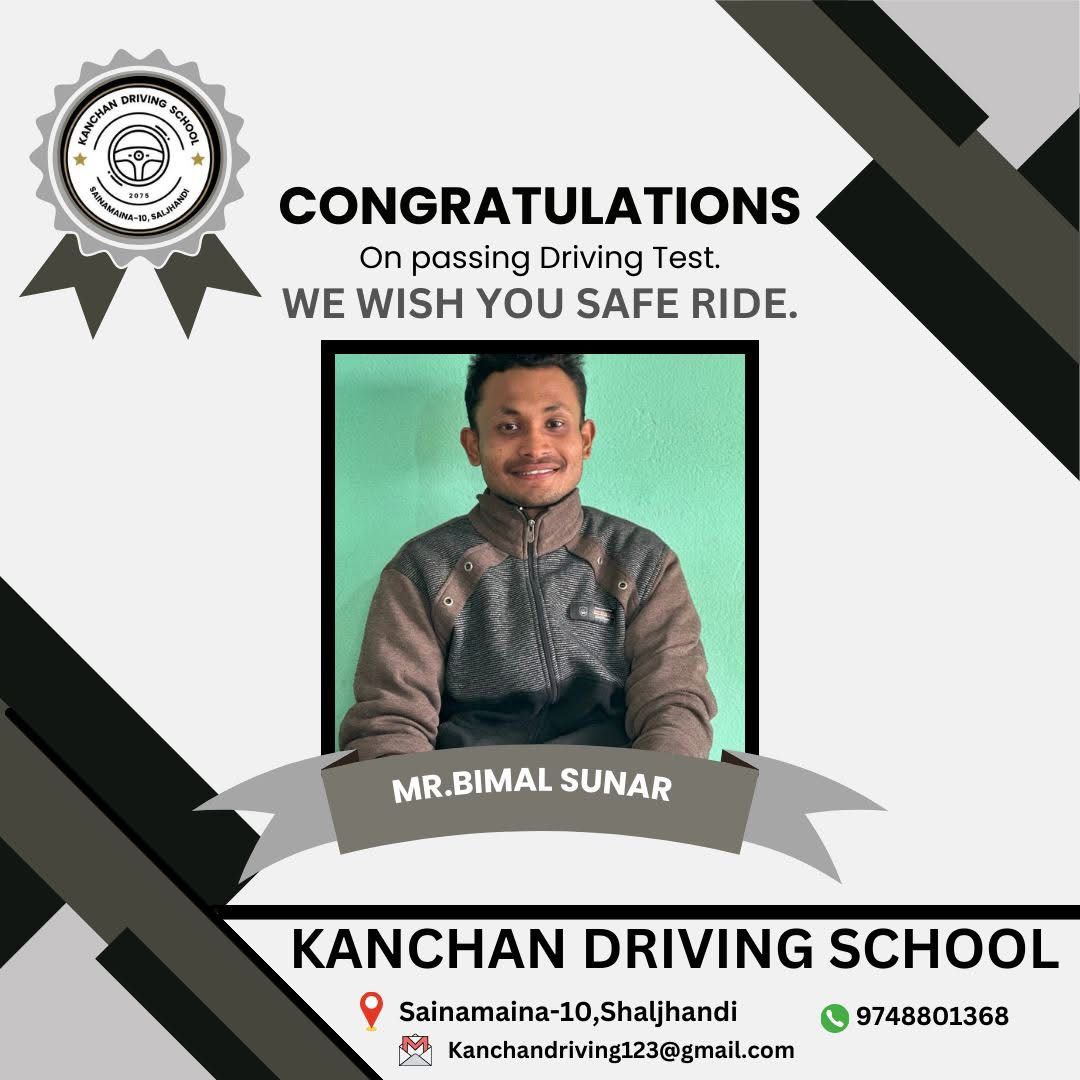 KANCHAN DRIVING SCHOOL
2075
SAINAMAINA-10, SALJHANDI
CONGRATULATIONS
On passing Driving Test.
WE WISH YOU SAFE RIDE.
MR.BIMAL SUNAR
KANCHAN DRIVING SCHOOL
Sainamaina-10,Shaljhandi
9748801368
Kanchandriving123@gmail.com